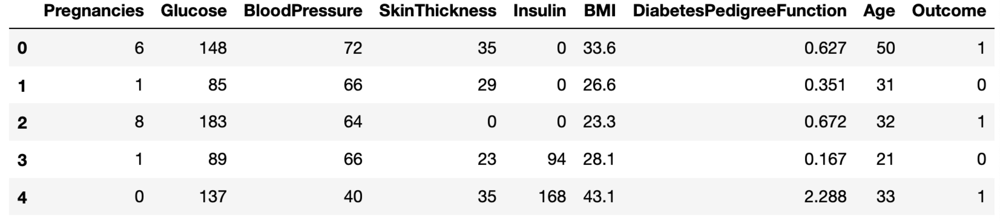 Pregnancies Glucose BloodPressure SkinThickness Insulin BMI DiabetesPedigreeFunction Age Outcome
0 6 148 72 35 0 33.6 0.627 50 1
1 1 85 66 29 0 26.6 0.351 31 0
2 8 183 64 0 0 23.3 0.672 32 1
3 1 89 66 23 94 28.1 0.167 21 0
4 0 137 40 35 168 43.1 2.288 33 1